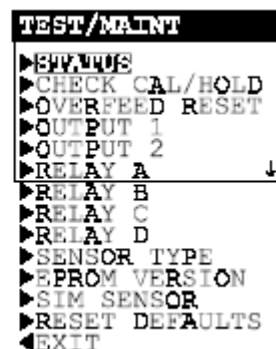 TEST/MAINT
▶STATUS
▶CHECK CAL/HOLD
▶OVERFEED RESET
▶OUTPUT 1
▶OUTPUT 2
▶RELAY A ↓
▶RELAY B
▶RELAY C
▶RELAY D
▶SENSOR TYPE
▶EPROM VERSION
▶SIM SENSOR
▶RESET DEFAULTS
◀EXIT